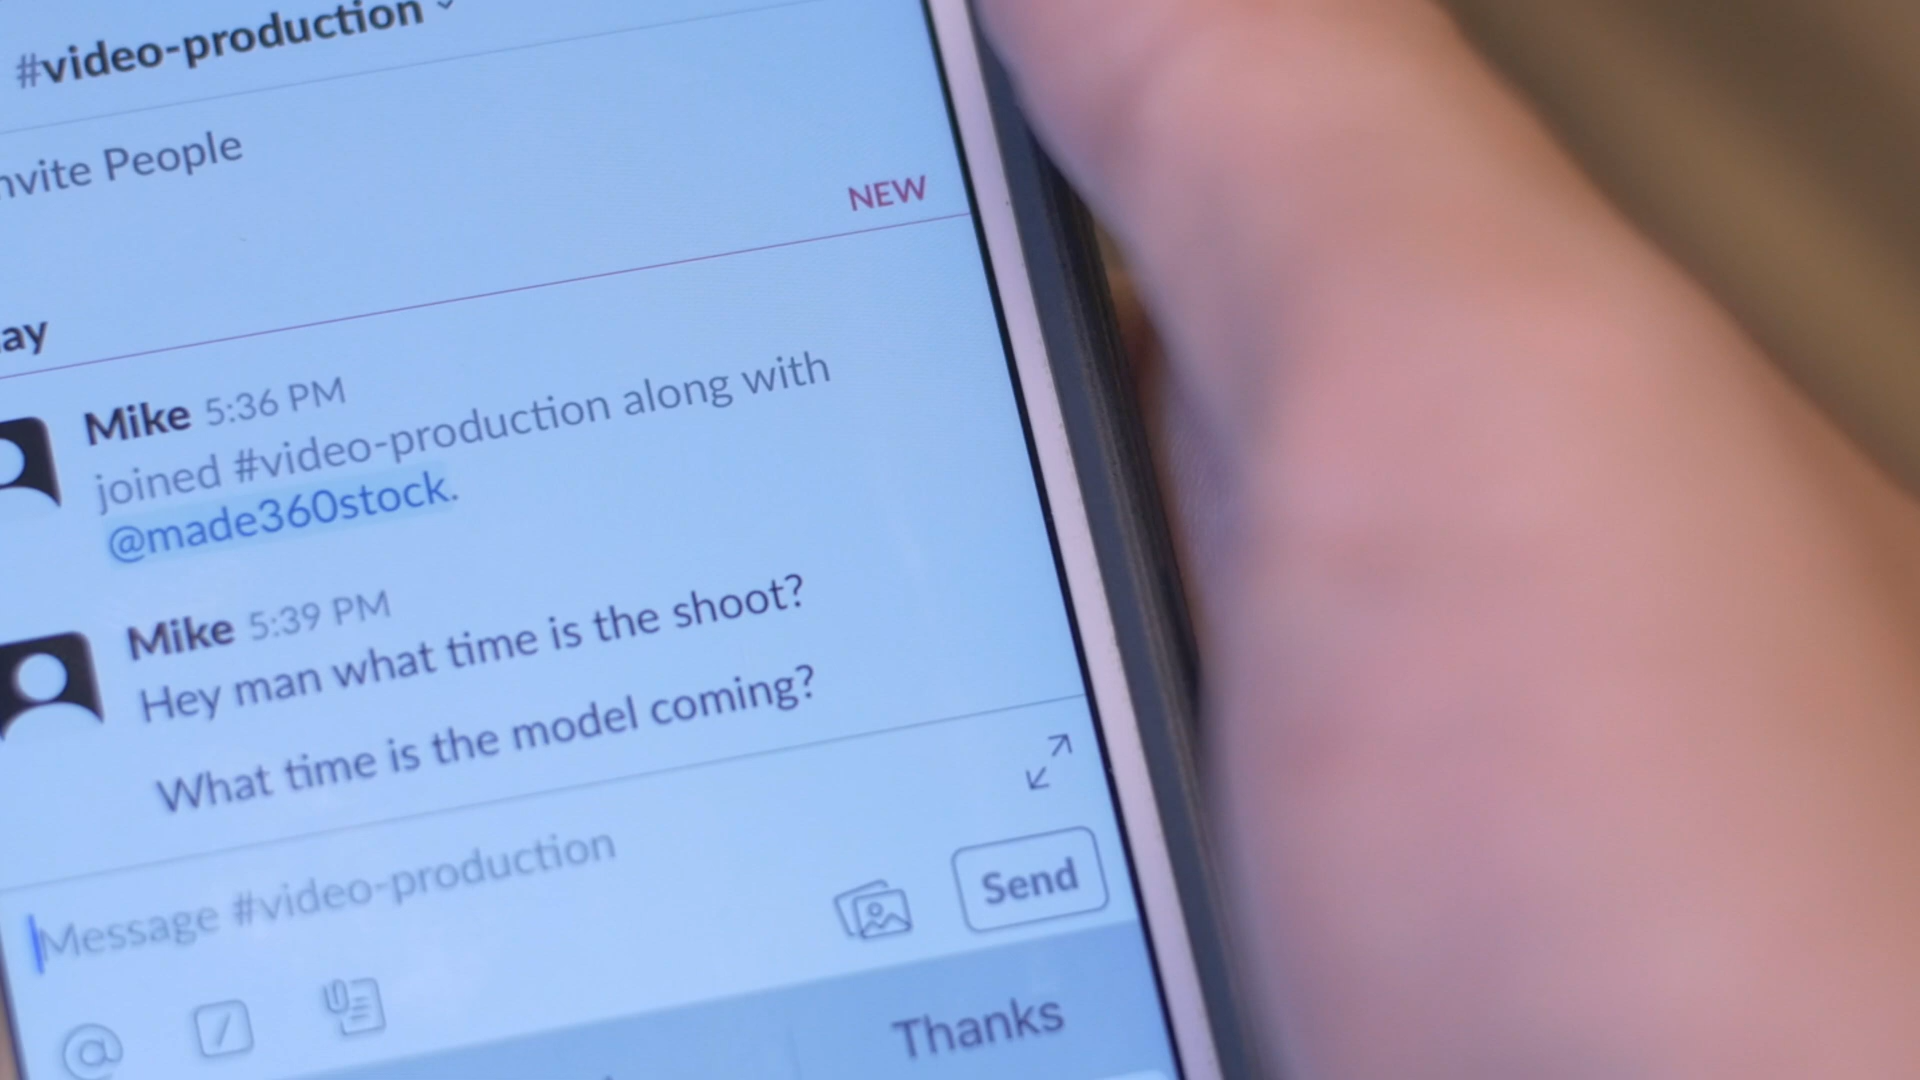 #video-production
nvite People
NEW
ay
Mike 5:36 PM
joined #video-production along with
@made360stock.
Mike 5:39 PM
Hey man what time is the shoot?
What time is the model coming?
Message #video-production
Send
@
Thanks